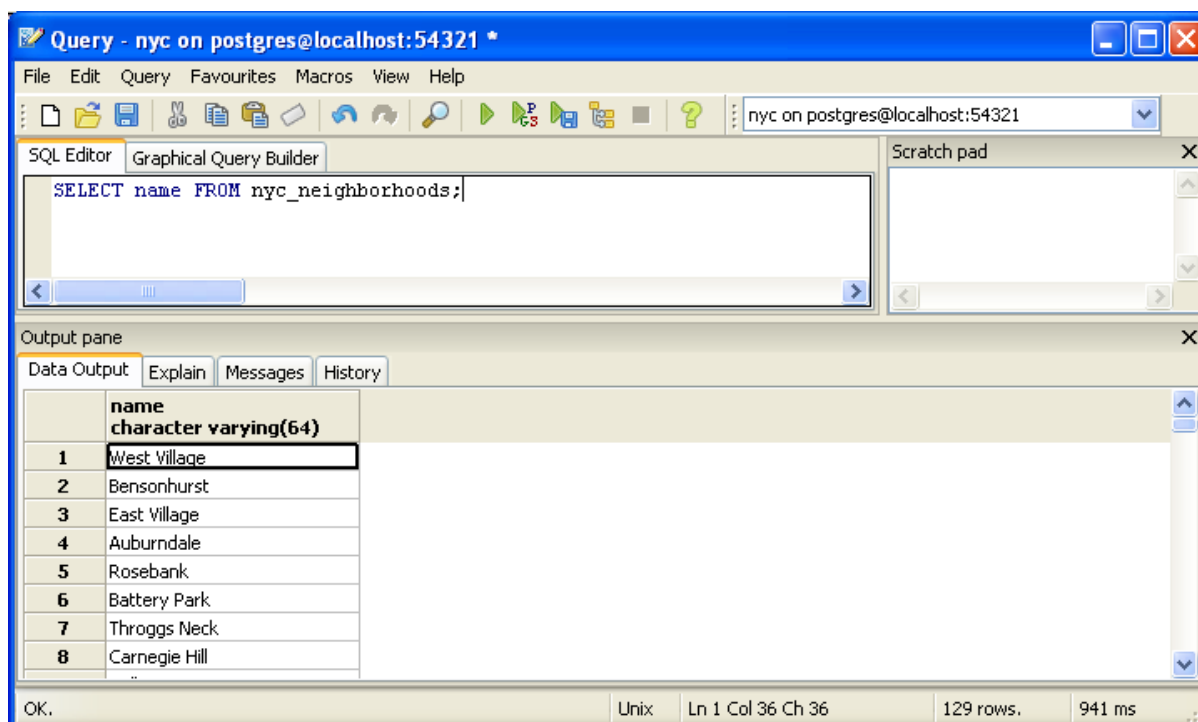 Query - nyc on postgres@localhost:54321 *
File Edit Query Favourites Macros View Help
nyc on postgres@localhost:54321
SQL Editor Graphical Query Builder
Scratch pad
SELECT name FROM nyc_neighborhoods;
Output pane
Data Output Explain Messages History
name
character varying(64)
1 West Village
2 Bensonhurst
3 East Village
4 Auburndale
5 Rosebank
6 Battery Park
7 Throggs Neck
8 Carnegie Hill
OK. Unix Ln 1 Col 36 Ch 36 129 rows. 941 ms